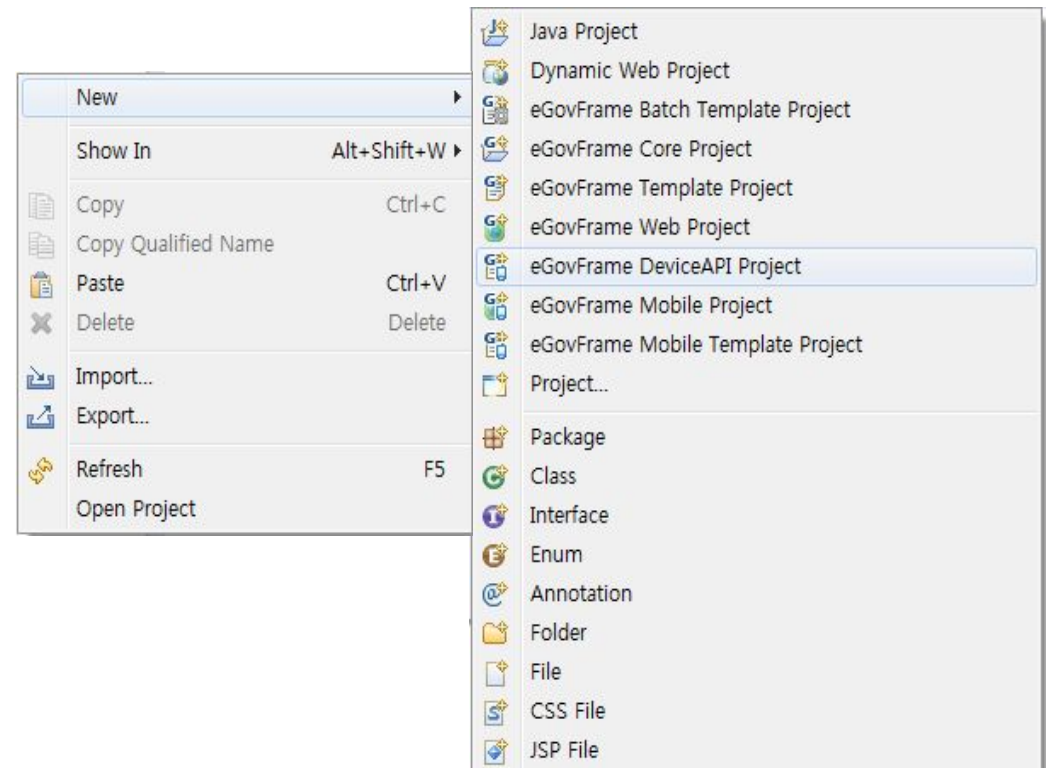 New
Show In Alt+Shift+W
Copy Ctrl+C
Copy Qualified Name
Paste Ctrl+V
Delete Delete
Import...
Export...
Refresh F5
Open Project
Java Project
Dynamic Web Project
eGovFrame Batch Template Project
eGovFrame Core Project
eGovFrame Template Project
eGovFrame Web Project
eGovFrame DeviceAPI Project
eGovFrame Mobile Project
eGovFrame Mobile Template Project
Project...
Package
Class
Interface
Enum
Annotation
Folder
File
CSS File
JSP File